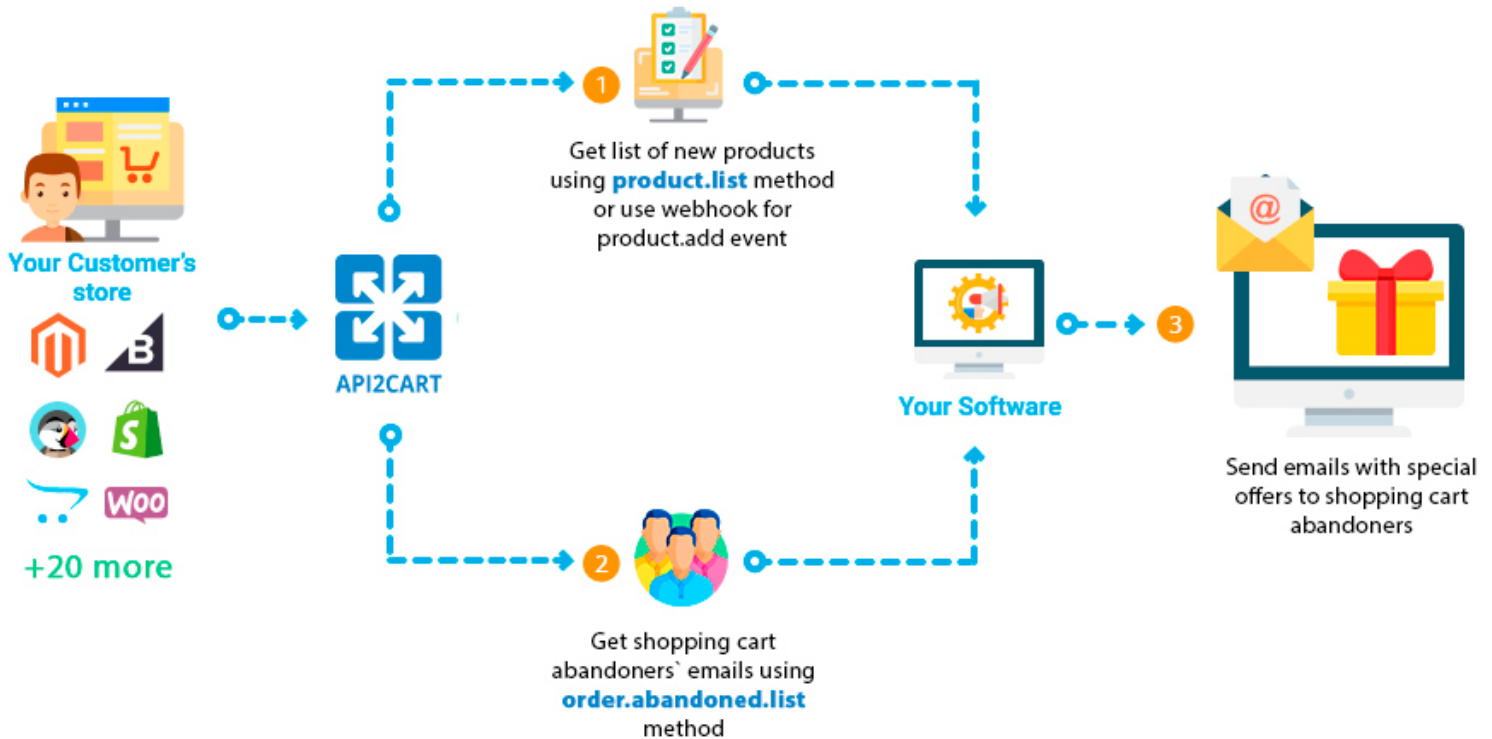 Your Customer's
store
B
S
WOO
+20 more
API2CART
1
Get list of new products
using product.list method
or use webhook for
product.add event
2
Get shopping cart
abandoners` emails using
order.abandoned.list
method
Your Software
3
@
Send emails with special
offers to shopping cart
abandoners